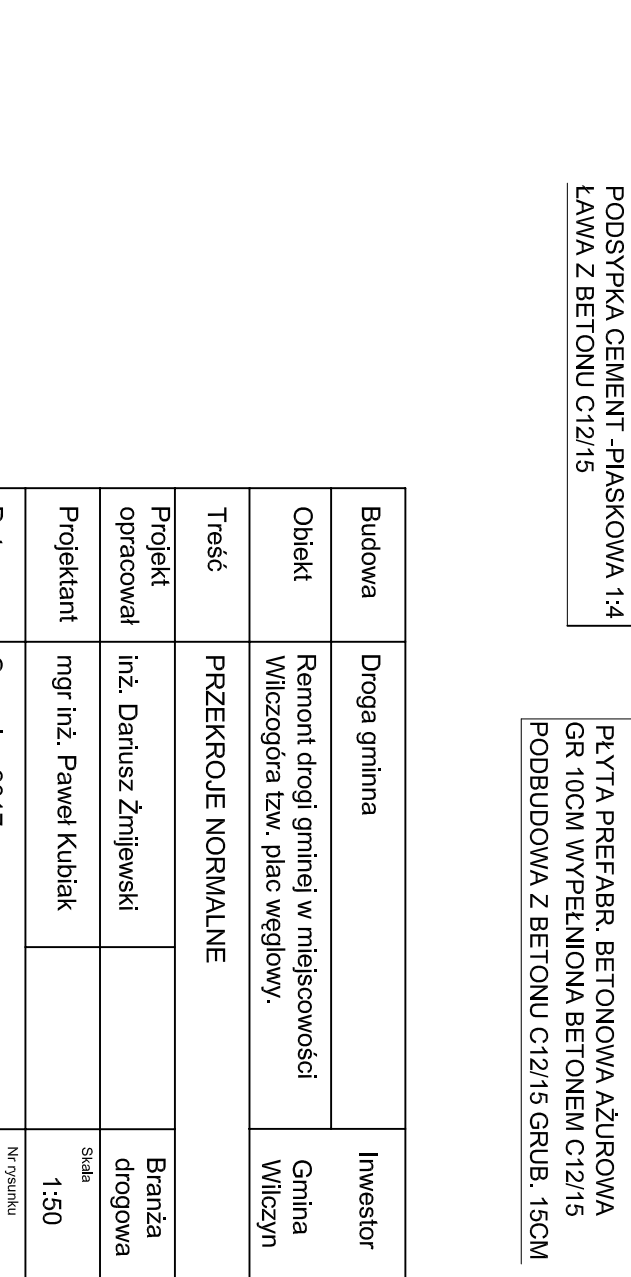 PODSYPKA CEMENT -PIASKOWA 1:4
ŁAWA Z BETONU C12/15
PŁYTA PREFABR. BETONOWA AŻUROWA
GR 10CM WYPEŁNIONA BETONEM C12/15
PODBUDOWA Z BETONU C12/15 GRUB. 15CM
Budowa
Droga gminna
Inwestor
Obiekt
Remont drogi gminej w miejscowości
Wilczogóra tzw. plac węglowy.
Gmina
Wilczyn
Treść
PRZEKROJE NORMALNE
Projekt
opracował
inż. Dariusz Żmijewski
Branża
drogowa
Projektant
mgr inż. Paweł Kubiak
Skala
1:50
Nr rysunku